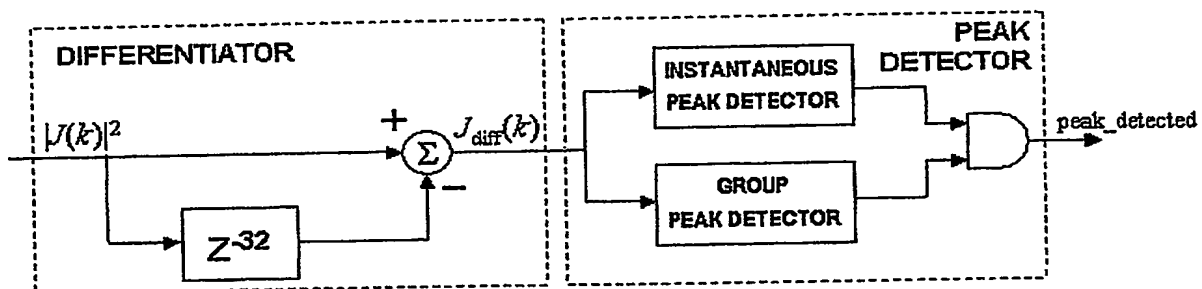 DIFFERENTIATOR
|J(k)|²
+
Σ
−
J_diff(k)
Z⁻³²
PEAK
DETECTOR
INSTANTANEOUS
PEAK DETECTOR
GROUP
PEAK DETECTOR
peak_detected